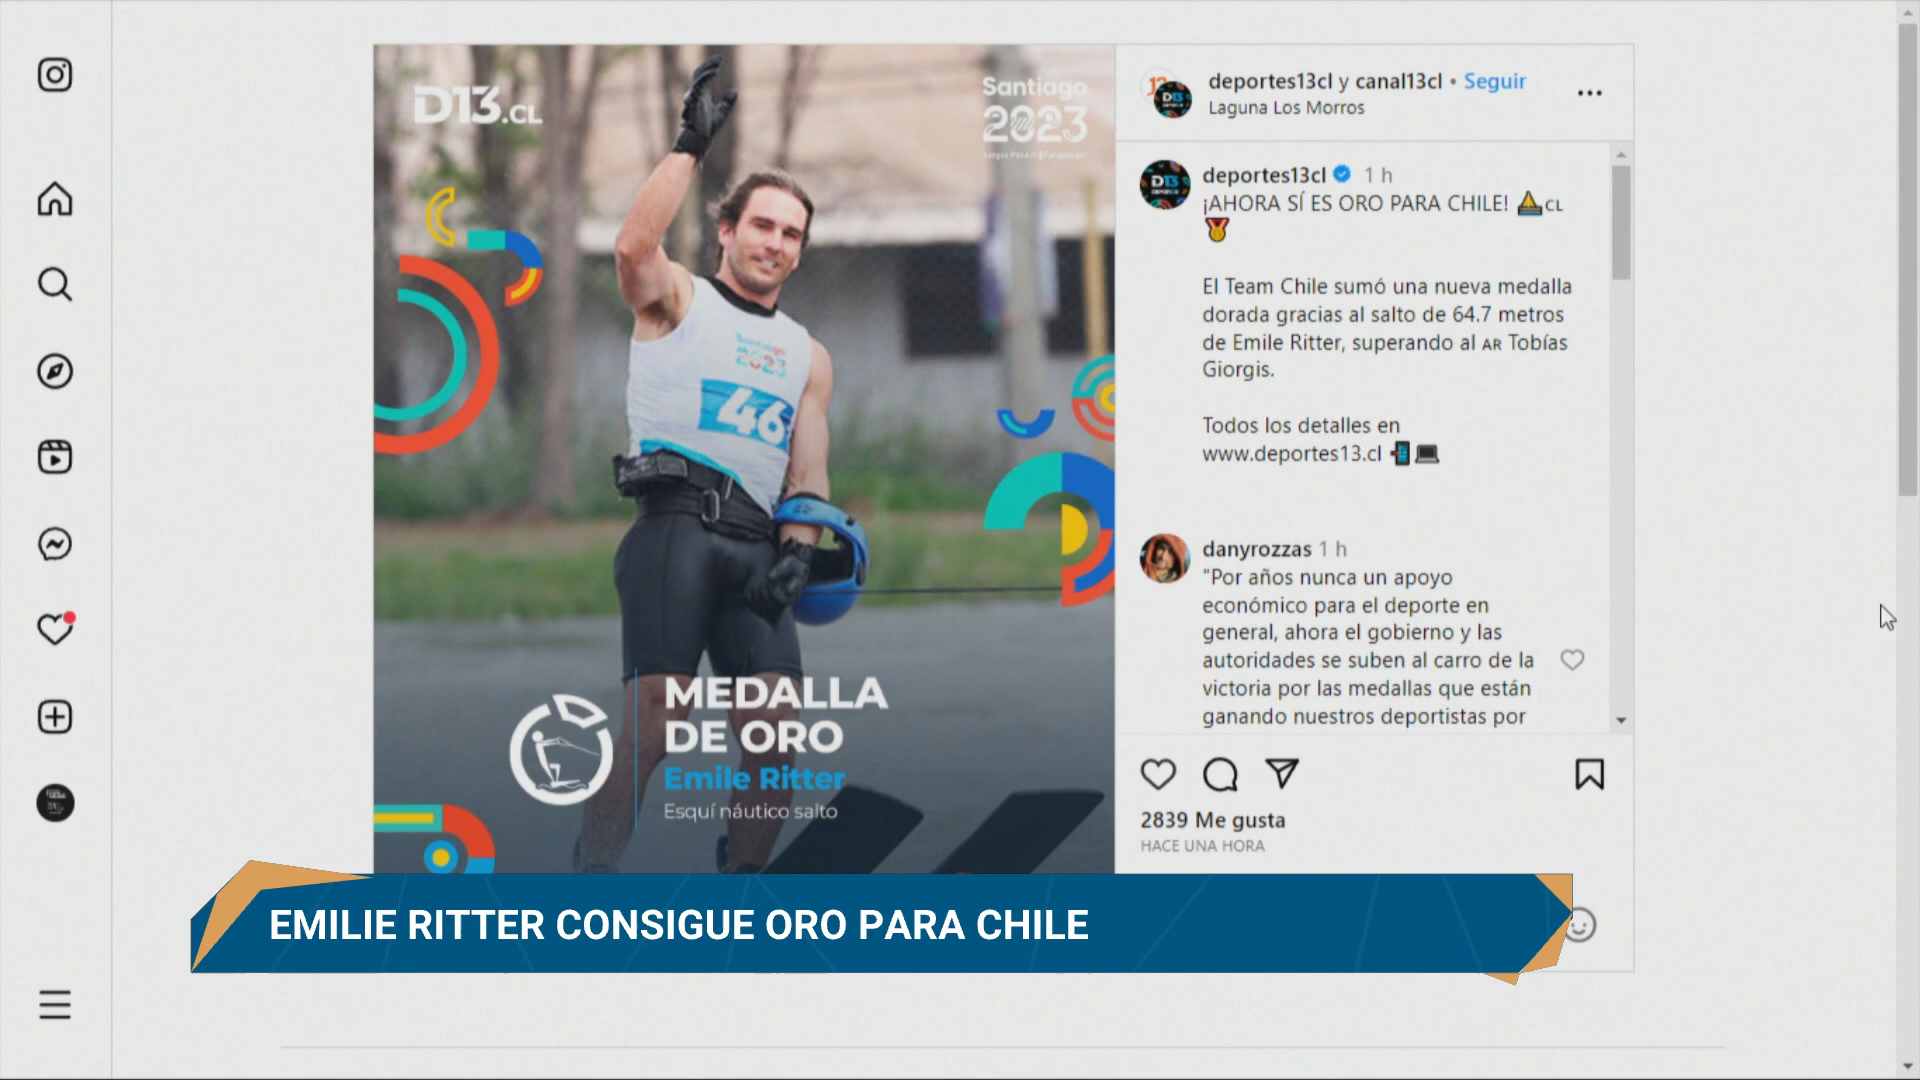 D13.CL
Santiago
2023
Santiago
2023
46
MEDALLA
DE ORO
Emile Ritter
Esquí náutico salto
deportes13cl y canal13cl • Seguir
Laguna Los Morros
deportes13cl 1 h
¡AHORA SÍ ES ORO PARA CHILE! ⛵CL
🏅
El Team Chile sumó una nueva medalla
dorada gracias al salto de 64.7 metros
de Emile Ritter, superando al AR Tobías
Giorgis.
Todos los detalles en
www.deportes13.cl 📲💻
danyrozzas 1 h
"Por años nunca un apoyo
económico para el deporte en
general, ahora el gobierno y las
autoridades se suben al carro de la
victoria por las medallas que están
ganando nuestros deportistas por
2839 Me gusta
HACE UNA HORA
EMILIE RITTER CONSIGUE ORO PARA CHILE